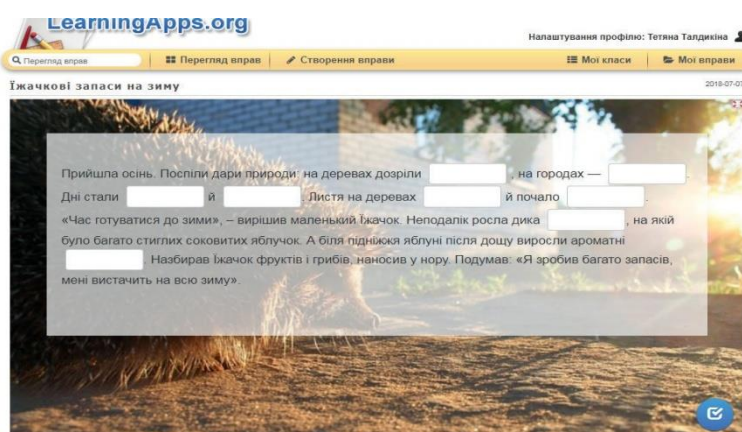 LearningApps.org
Налаштування профілю: Тетяна Талдикіна
Перегляд вправ
Перегляд вправ
Створення вправи
Мої класи
Мої вправи
Їжачкові запаси на зиму
2018-07-07
Прийшла осінь. Поспіли дари природи: на деревах дозріли , на городах — .
Дні стали й . Листя на деревах й почало .
«Час готуватися до зими», – вирішив маленький Їжачок. Неподалік росла дика , на якій
було багато стиглих соковитих яблучок. А біля підніжжя яблуні після дощу виросли ароматні
. Назбирав Їжачок фруктів і грибів, наносив у нору. Подумав: «Я зробив багато запасів,
мені вистачить на всю зиму».